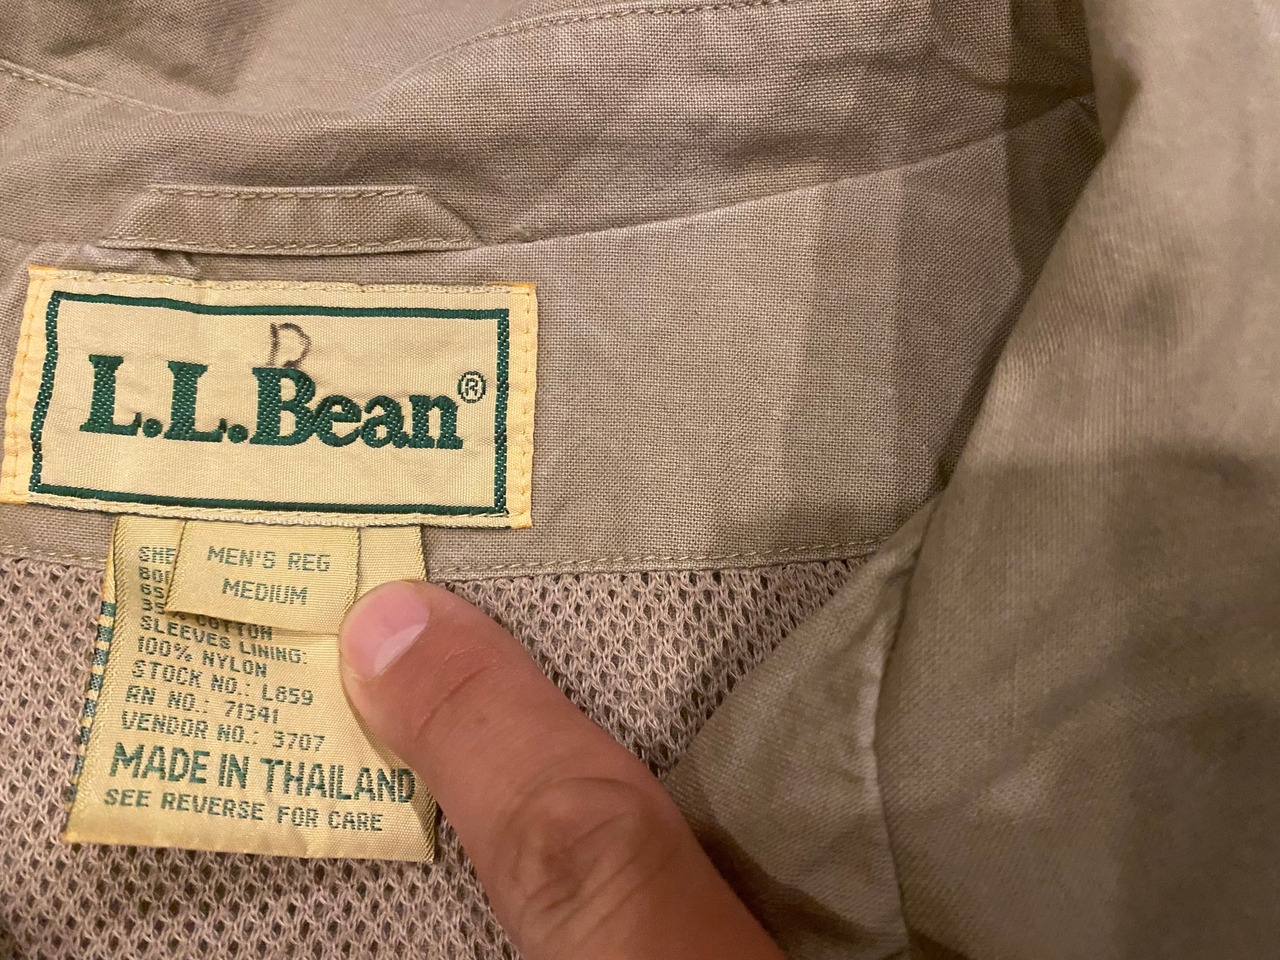 B
L.L.Bean®
MEN'S REG
MEDIUM
COTTON
SLEEVES LINING:
100% NYLON
STOCK NO.: L859
RN NO.: 71341
VENDOR NO.: 3707
MADE IN THAILAND
SEE REVERSE FOR CARE